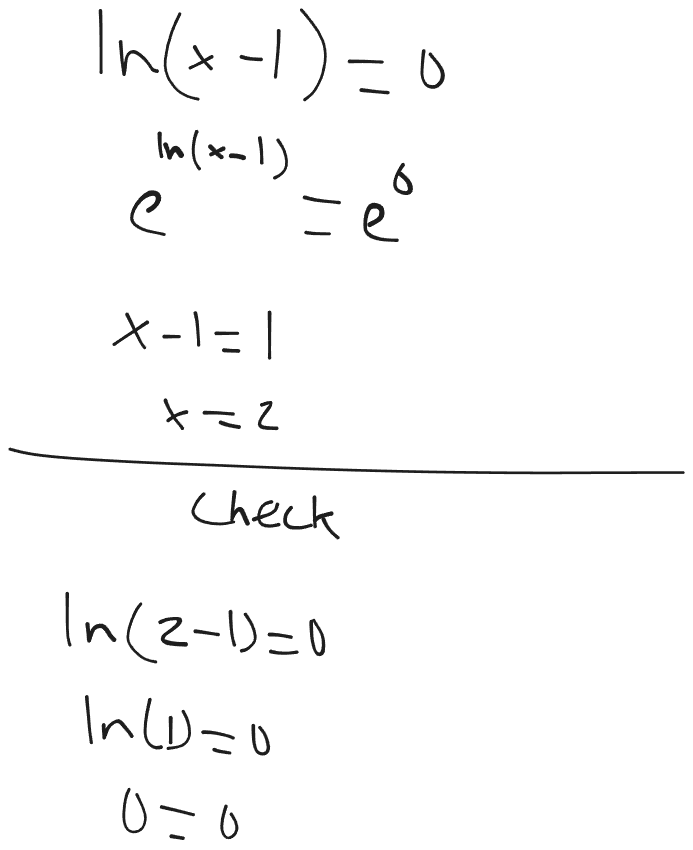 ln(x-1) = 0
e^ln(x-1) = e^0
x-1=1
x=2
Check
ln(2-1)=0
ln(1)=0
0=0